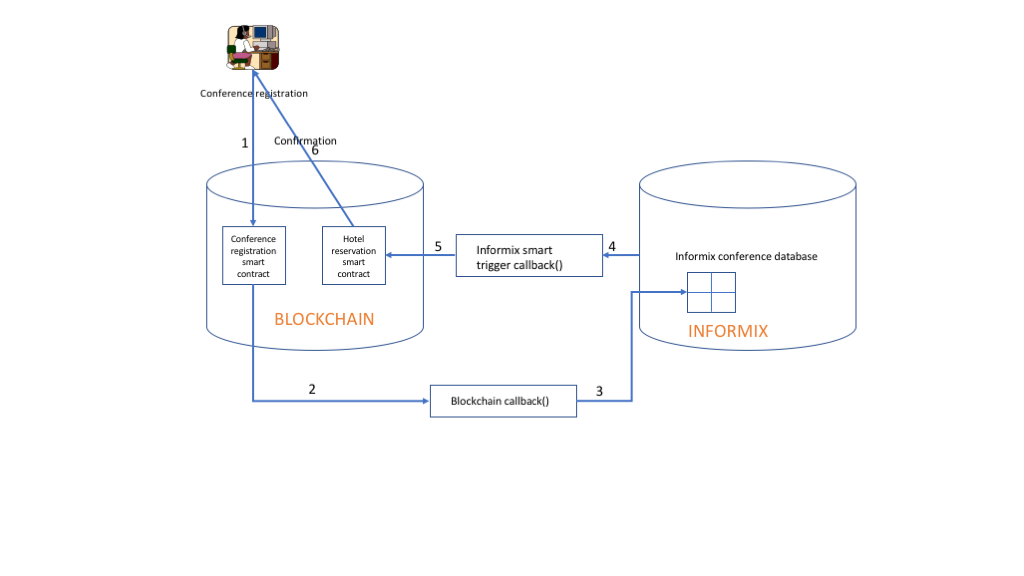 Conference registration
1
Confirmation
6
Conference
registration
smart
contract
Hotel
reservation
smart
contract
5
Informix smart
trigger callback()
4
Informix conference database
BLOCKCHAIN
INFORMIX
2
Blockchain callback()
3